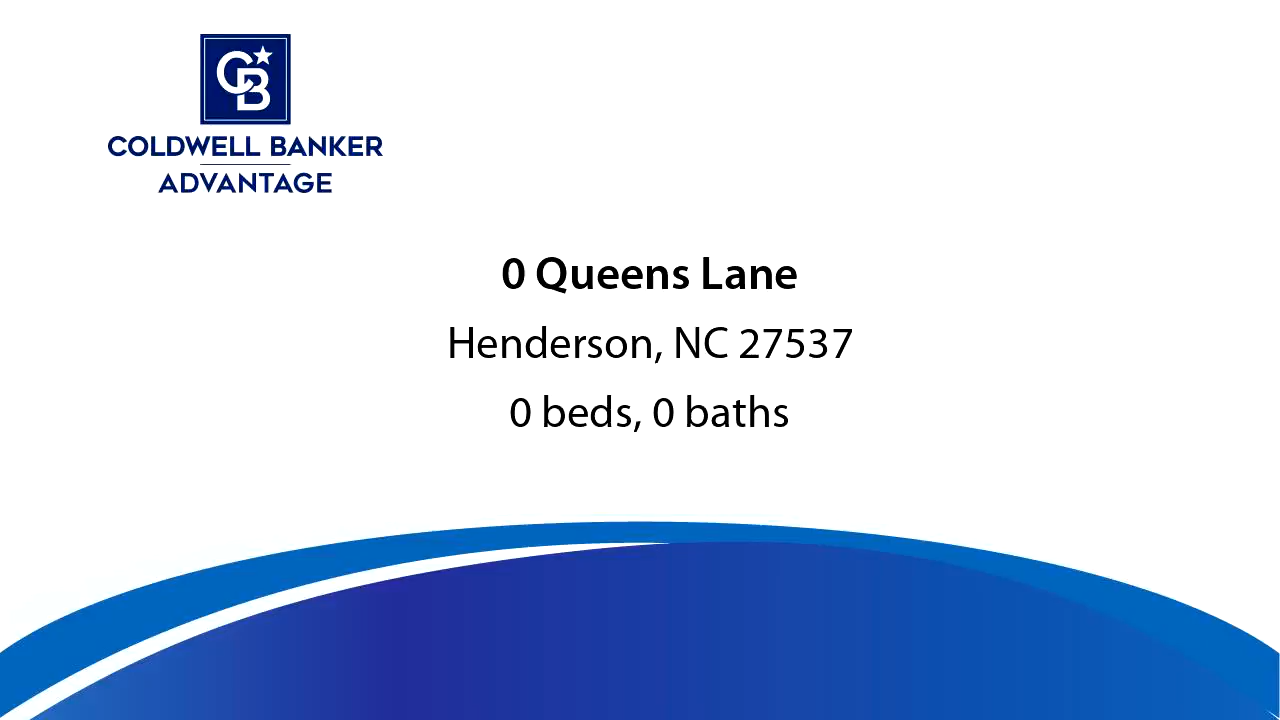 CB
COLDWELL BANKER
ADVANTAGE
0 Queens Lane
Henderson, NC 27537
0 beds, 0 baths